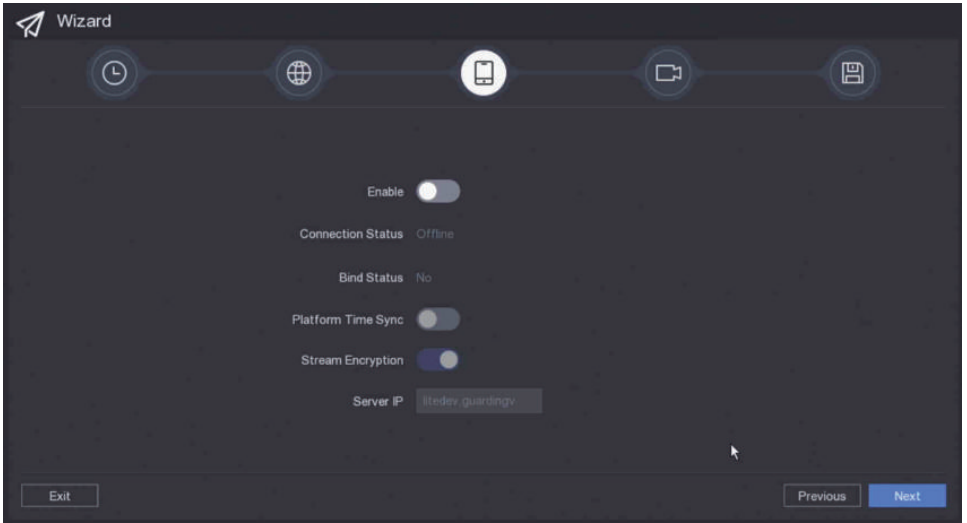 Wizard
Enable
Connection Status Offline
Bind Status No
Platform Time Sync
Stream Encryption
Server IP litedev.guardingv
Exit Previous Next